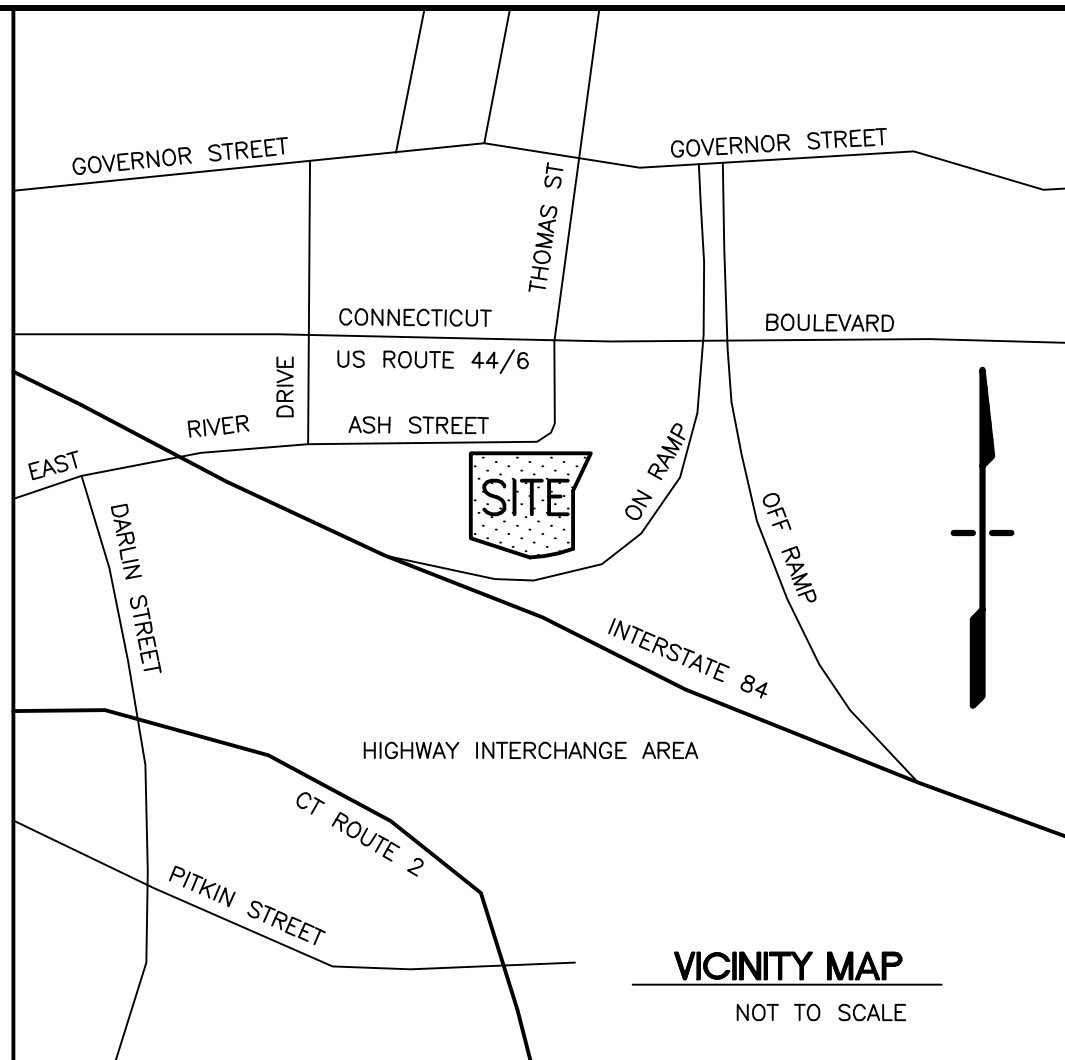 GOVERNOR STREET
GOVERNOR STREET
THOMAS ST
CONNECTICUT
BOULEVARD
US ROUTE 44/6
DRIVE
RIVER
ASH STREET
EAST
SITE
ON RAMP
OFF RAMP
DARLIN STREET
INTERSTATE 84
HIGHWAY INTERCHANGE AREA
CT ROUTE 2
PITKIN STREET
VICINITY MAP
NOT TO SCALE